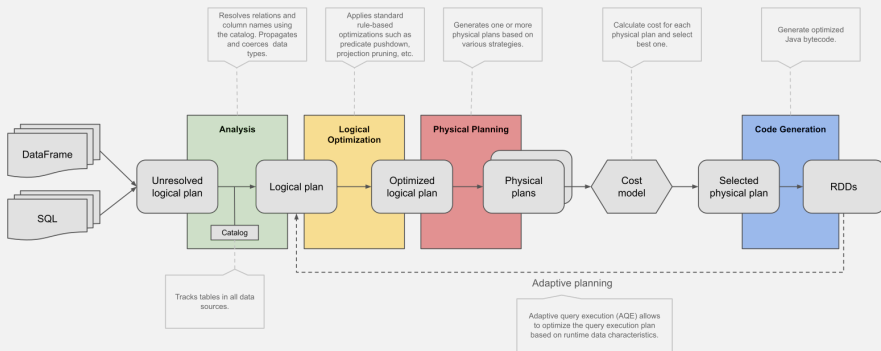 Resolves relations and
column names using
the catalog. Propagates
and coerces data
types.
Applies standard
rule-based
optimizations such as
predicate pushdown,
projection pruning, etc.
Generates one or more
physical plans based on
various strategies.
Calculate cost for each
physical plan and select
best one.
Generate optimized
Java bytecode.
Analysis
Logical
Optimization
Physical Planning
Code Generation
DataFrame
SQL
Unresolved
logical plan
Catalog
Logical plan
Optimized
logical plan
Physical
plans
Cost
model
Selected
physical plan
RDDs
Adaptive planning
Tracks tables in all data
sources.
Adaptive query execution (AQE) allows
to optimize the query execution plan
based on runtime data characteristics.